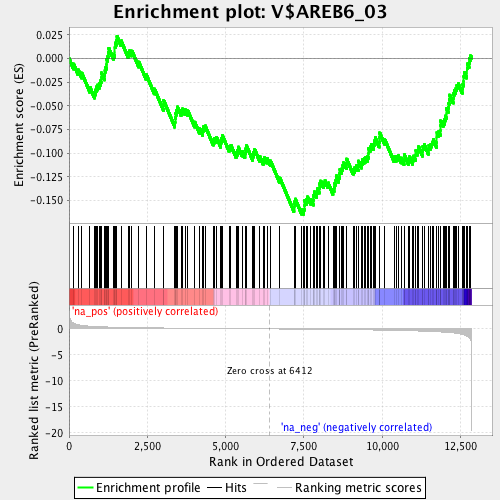 Enrichment plot: V$AREB6_03
Enrichment score (ES)
0.025
0.000
-0.025
-0.050
-0.075
-0.100
-0.125
-0.150
Ranked list metric (PreRanked)
'na_pos' (positively correlated)
0
-5
-10
-15
-20
Zero cross at 6412
'na_neg' (negatively correlated)
0
2,500
5,000
7,500
10,000
12,500
Rank in Ordered Dataset
Enrichment profile
Hits
Ranking metric scores